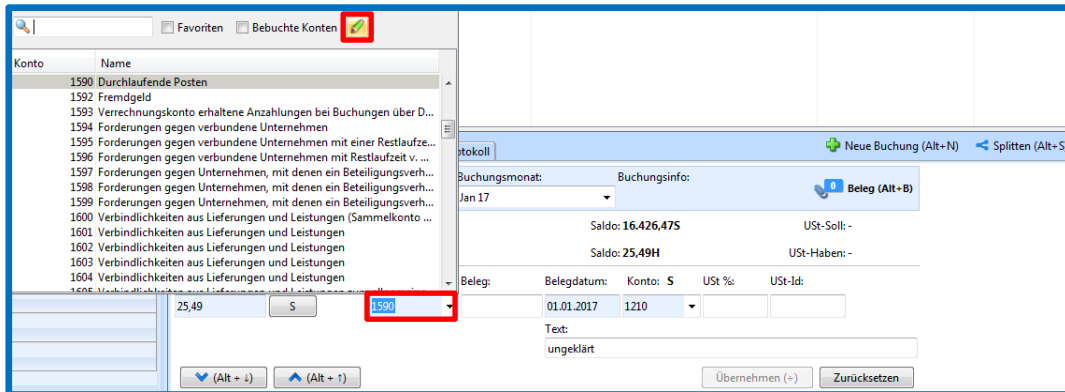 Favoriten Bebuchte Konten
Konto Name
1590 Durchlaufende Posten
1592 Fremdgeld
1593 Verrechnungskonto erhaltene Anzahlungen bei Buchungen über D...
1594 Forderungen gegen verbundene Unternehmen
1595 Forderungen gegen verbundene Unternehmen mit einer Restlaufze...
1596 Forderungen gegen verbundene Unternehmen mit Restlaufzeit v. ...
1597 Forderungen gegen Unternehmen, mit denen ein Beteiligungsverh...
1598 Forderungen gegen Unternehmen, mit denen ein Beteiligungsverh...
1599 Forderungen gegen Unternehmen, mit denen ein Beteiligungsverh...
1600 Verbindlichkeiten aus Lieferungen und Leistungen (Sammelkonto ...
1601 Verbindlichkeiten aus Lieferungen und Leistungen
1602 Verbindlichkeiten aus Lieferungen und Leistungen
1603 Verbindlichkeiten aus Lieferungen und Leistungen
1604 Verbindlichkeiten aus Lieferungen und Leistungen
1605 Verbindlichkeiten aus Lieferungen und Leistungen
otokoll Neue Buchung (Alt+N) Splitten (Alt+S)
Buchungsmonat: Buchungsinfo:
Jan 17 0 Beleg (Alt+B)
Saldo: 16.426,47S USt-Soll: -
Saldo: 25,49H USt-Haben: -
Beleg: Belegdatum: Konto: S USt %: USt-Id:
25,49 S 1590 01.01.2017 1210
Text:
ungeklärt
(Alt + ↓) (Alt + ↑) Übernehmen (÷) Zurücksetzen